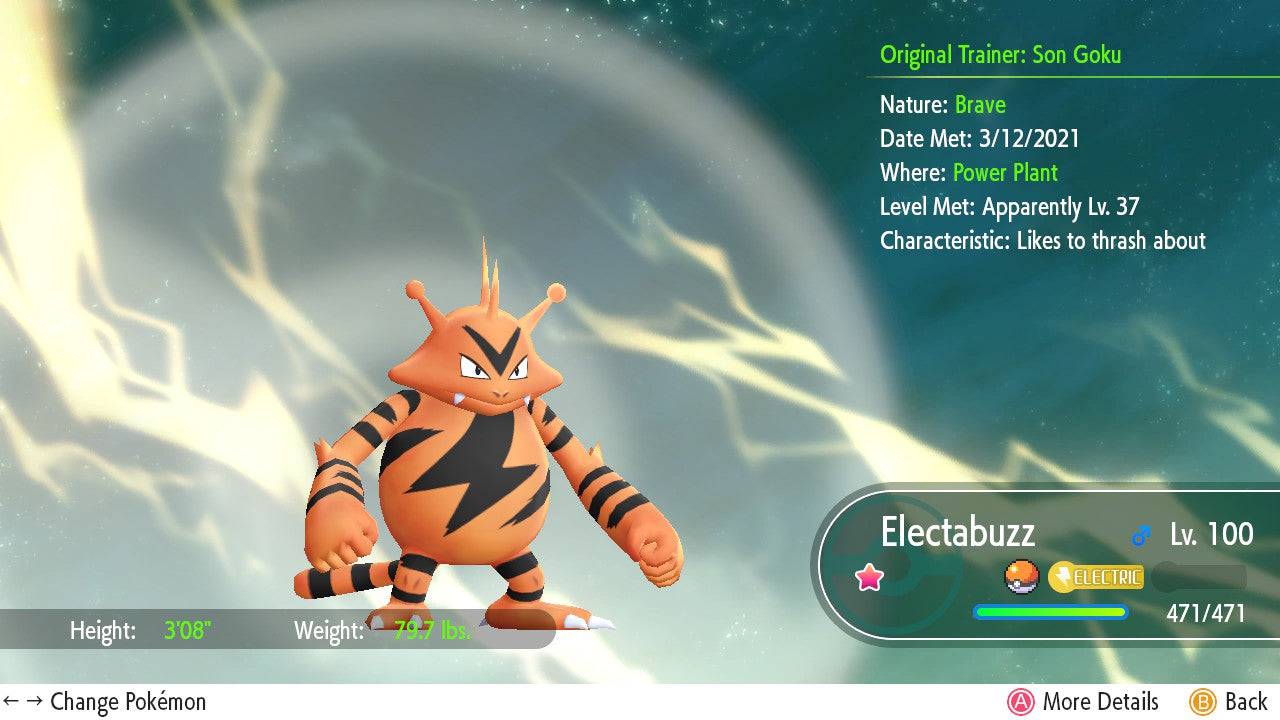 Original Trainer: Son Goku
Nature: Brave
Date Met: 3/12/2021
Where: Power Plant
Level Met: Apparently Lv. 37
Characteristic: Likes to thrash about
Electabuzz ♂ Lv. 100
ELECTRIC
471/471
Height: 3'08" Weight: 79.7 lbs.
←→ Change Pokémon Ⓐ More Details Ⓑ Back